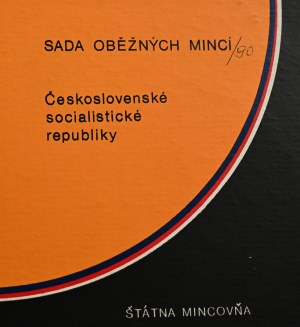 SADA OBĚŽNÝCH MINCÍ /90
Československé
socialistické
republiky
ŠTÁTNA MINCOVŇA